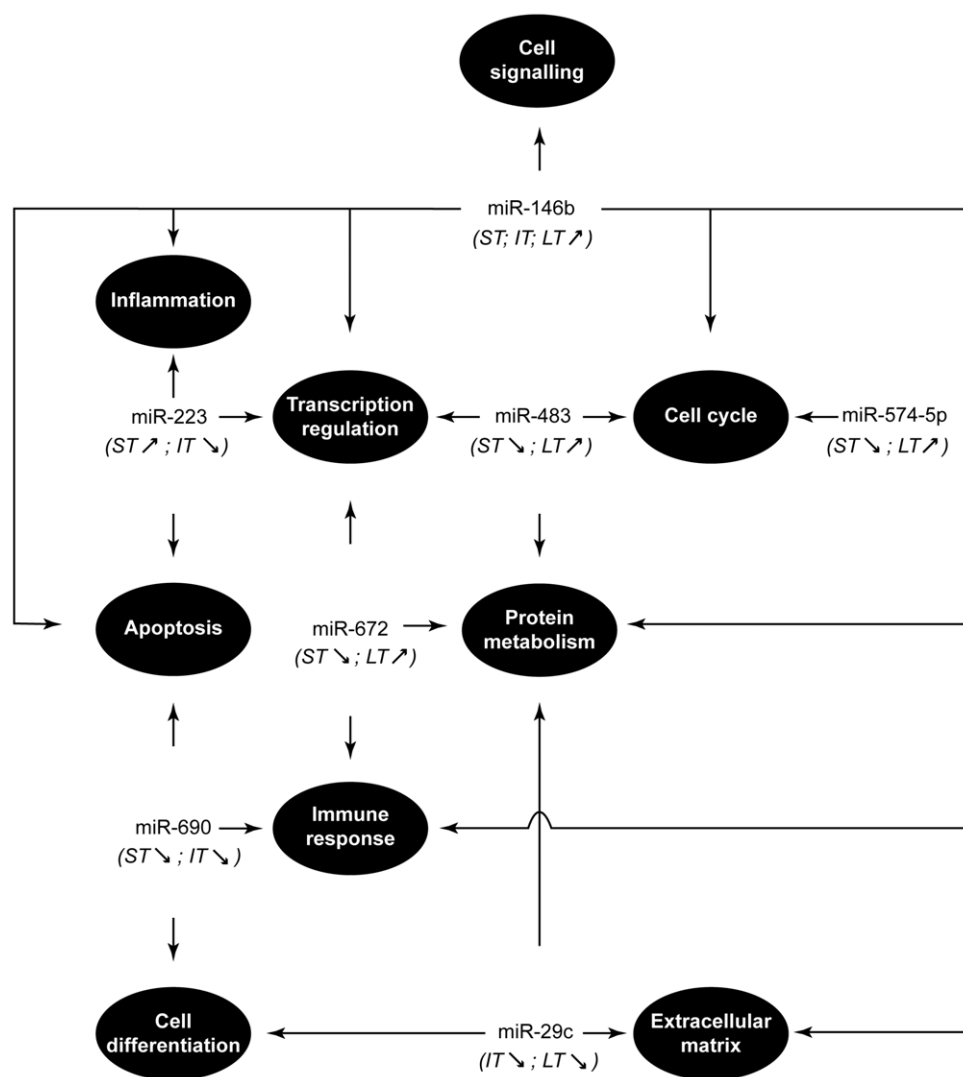 Cell
signalling
miR-146b
(ST; IT; LT↗)
Inflammation
miR-223
(ST↗ ; IT↘)
Transcription
regulation
miR-483
(ST↘ ; LT↗)
Cell cycle
miR-574-5p
(ST↘ ; LT↗)
Apoptosis
miR-672
(ST↘ ; LT↗)
Protein
metabolism
miR-690
(ST↘ ; IT↘)
Immune
response
Cell
differentiation
miR-29c
(IT↘ ; LT↘)
Extracellular
matrix